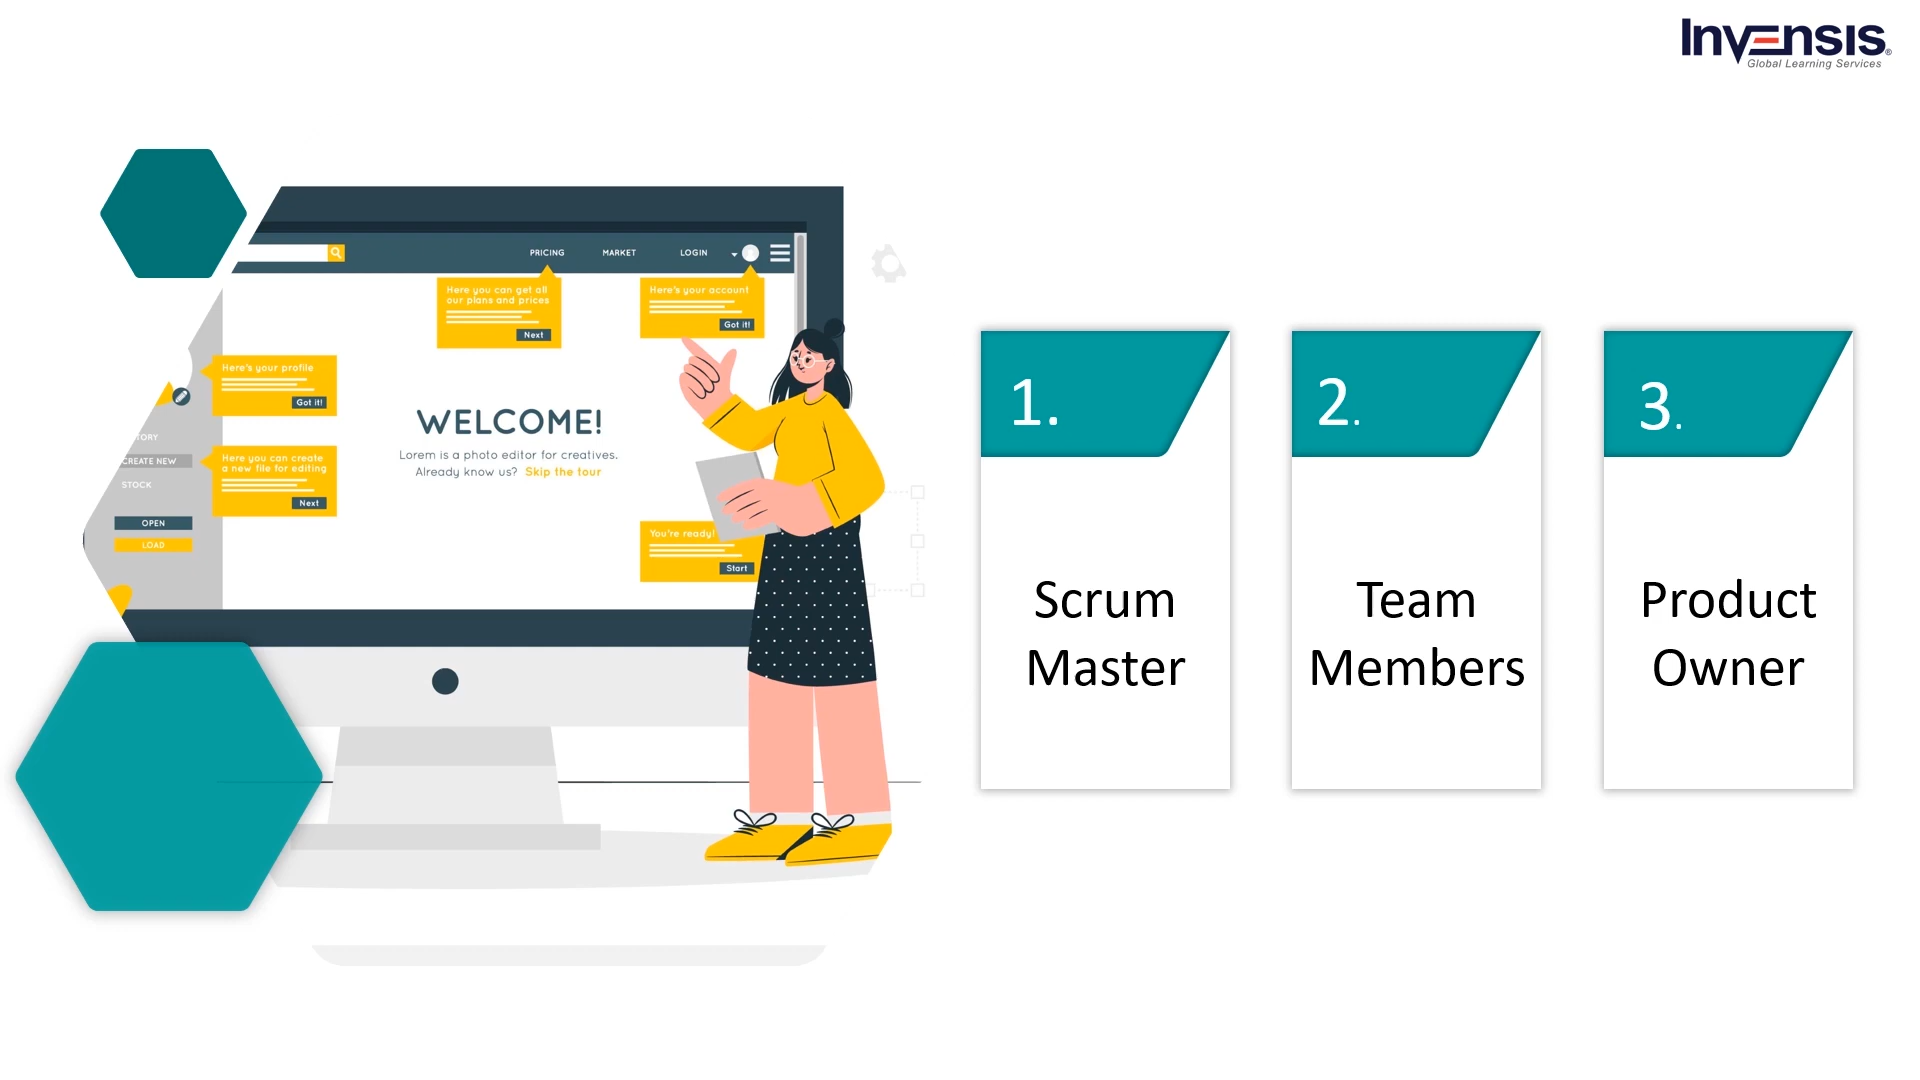 Invensis®
Global Learning Services
PRICING
MARKET
LOGIN
Here you can get all
our plans and prices
Next
Here's your account
Got it!
Here's your profile
Got it!
WELCOME!
Lorem is a photo editor for creatives.
Already know us? Skip the tour
TORY
CREATE NEW
STOCK
OPEN
LOAD
Here you can create
a new file for editing
Next
You're ready!
Start
1.
Scrum
Master
2.
Team
Members
3.
Product
Owner